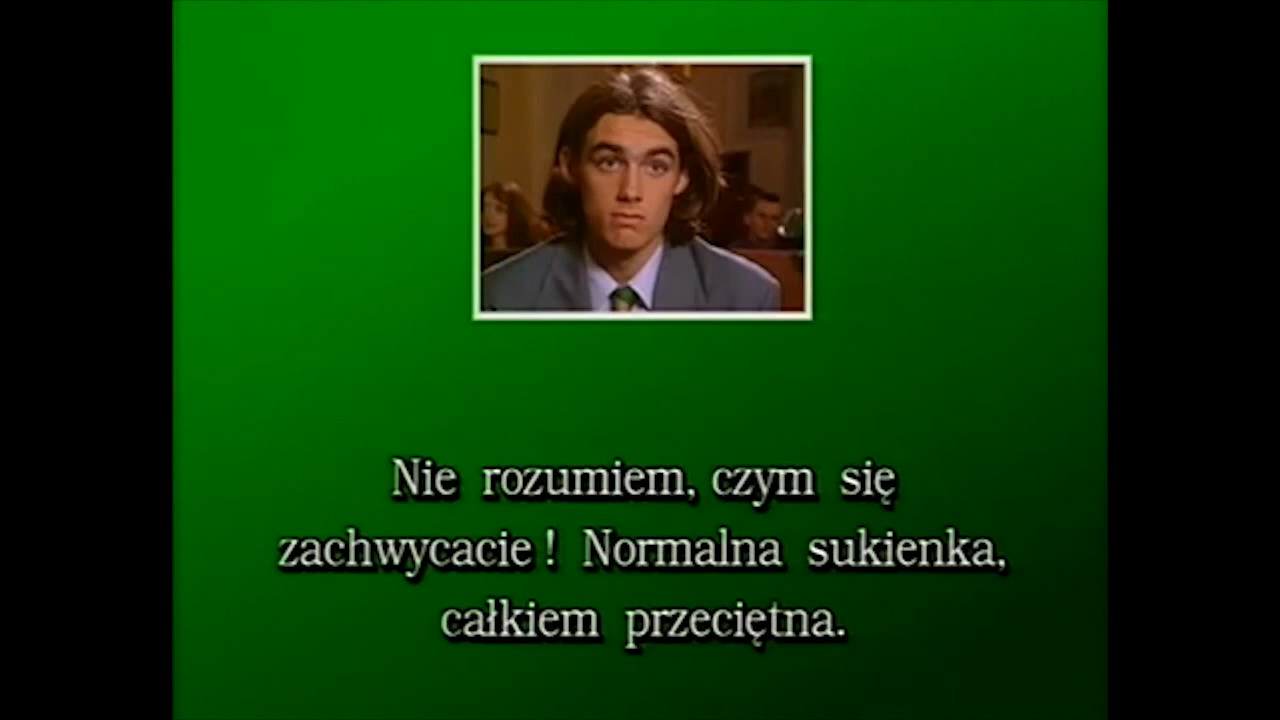 Nie rozumiem, czym się
zachwycacie! Normalna sukienka,
całkiem przeciętna.